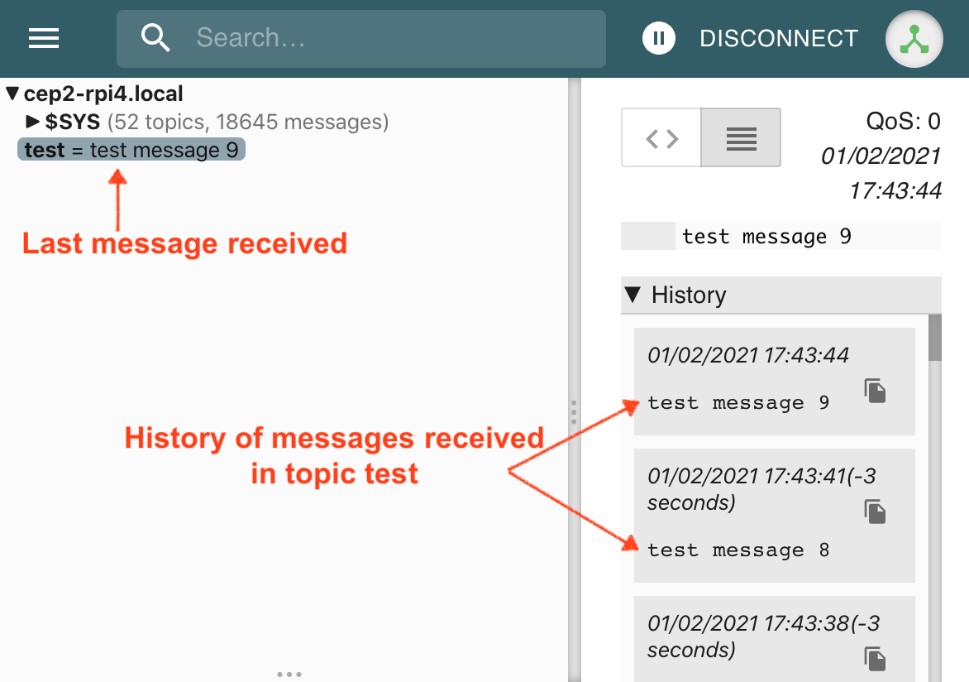 Search...
DISCONNECT
▼ cep2-rpi4.local
▶ $SYS (52 topics, 18645 messages)
test = test message 9
Last message received
QoS: 0
01/02/2021
17:43:44
test message 9
▼ History
01/02/2021 17:43:44
test message 9
History of messages received
in topic test
01/02/2021 17:43:41(-3
seconds)
test message 8
01/02/2021 17:43:38(-3
seconds)